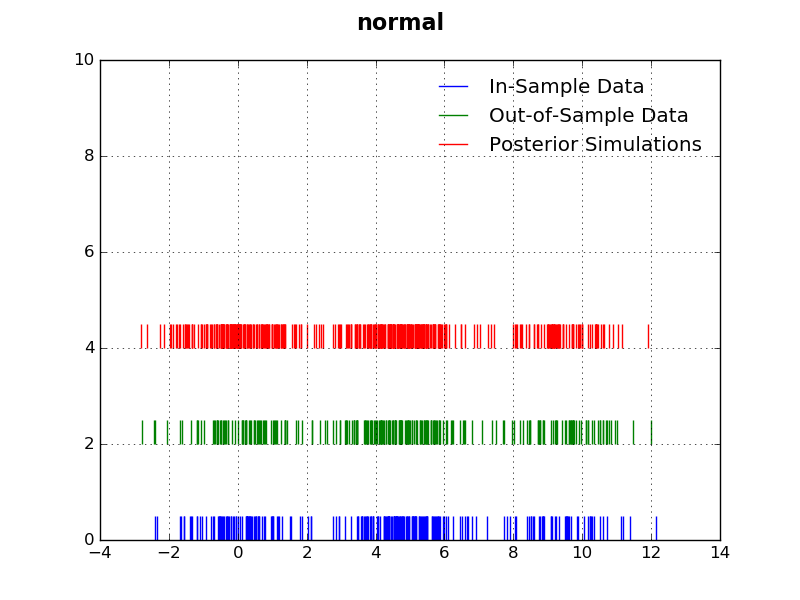 normal
10
8
6
4
2
0
In-Sample Data
Out-of-Sample Data
Posterior Simulations
−4 −2 0 2 4 6 8 10 12 14